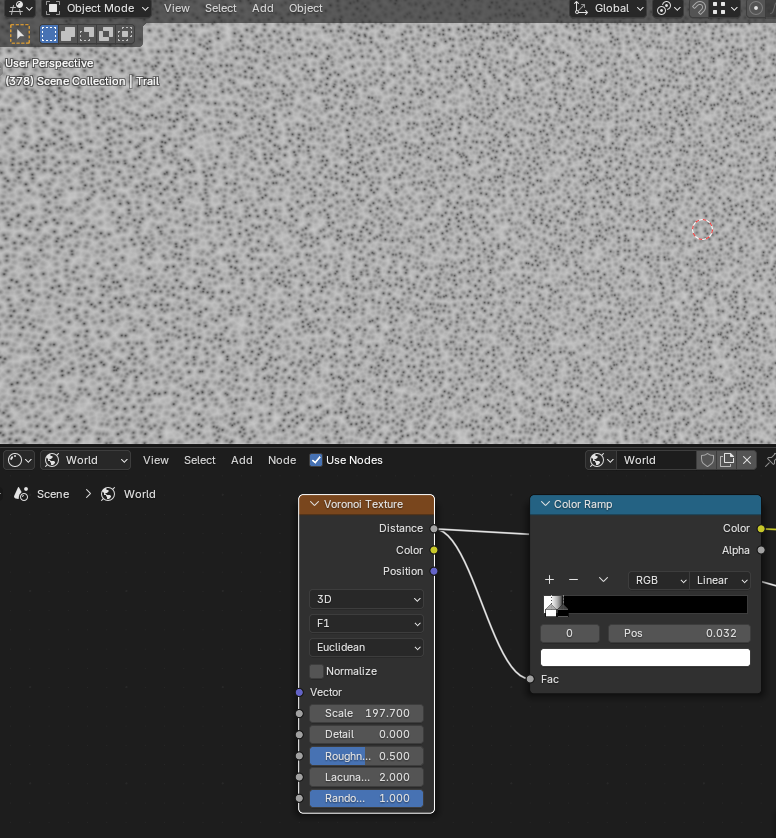 Object Mode View Select Add Object Global
User Perspective
(378) Scene Collection | Trail
World View Select Add Node Use Nodes World
Scene > World
Voronoi Texture
Distance
Color
Position
3D
F1
Euclidean
Normalize
Vector
Scale 197.700
Detail 0.000
Roughn... 0.500
Lacuna... 2.000
Rando... 1.000
Color Ramp
Color
Alpha
+ − RGB Linear
0 Pos 0.032
Fac